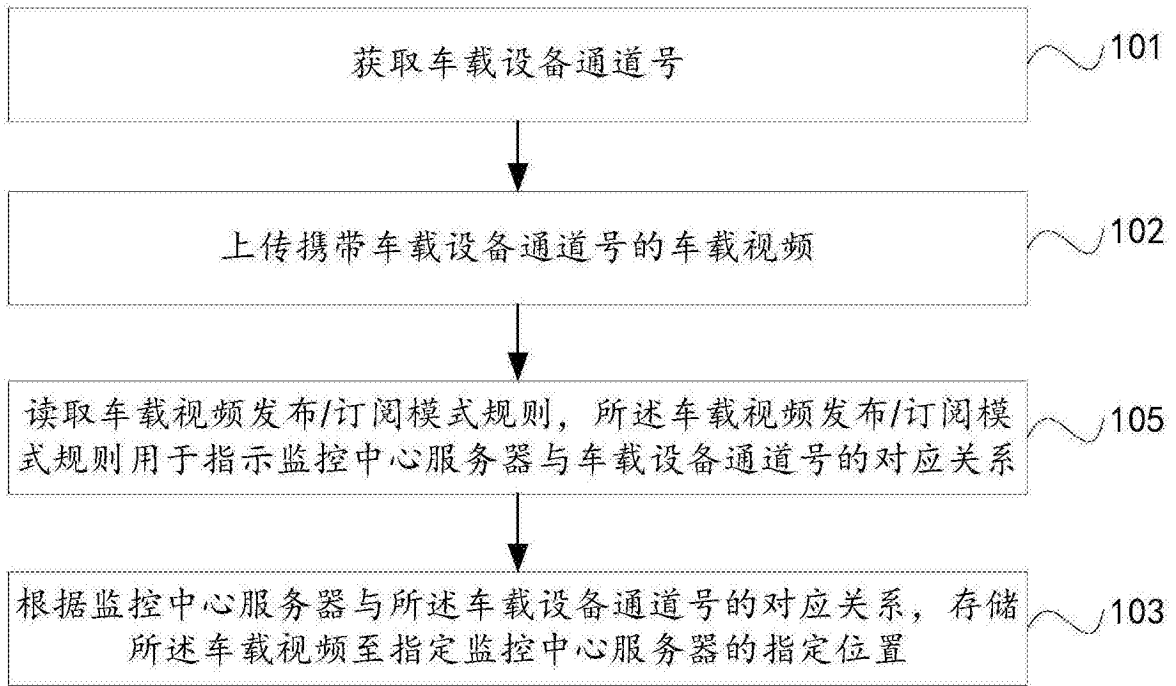 获取车载设备通道号
101
上传携带车载设备通道号的车载视频
102
读取车载视频发布/订阅模式规则，所述车载视频发布/订阅模
式规则用于指示监控中心服务器与车载设备通道号的对应关系
105
根据监控中心服务器与所述车载设备通道号的对应关系，存储
所述车载视频至指定监控中心服务器的指定位置
103